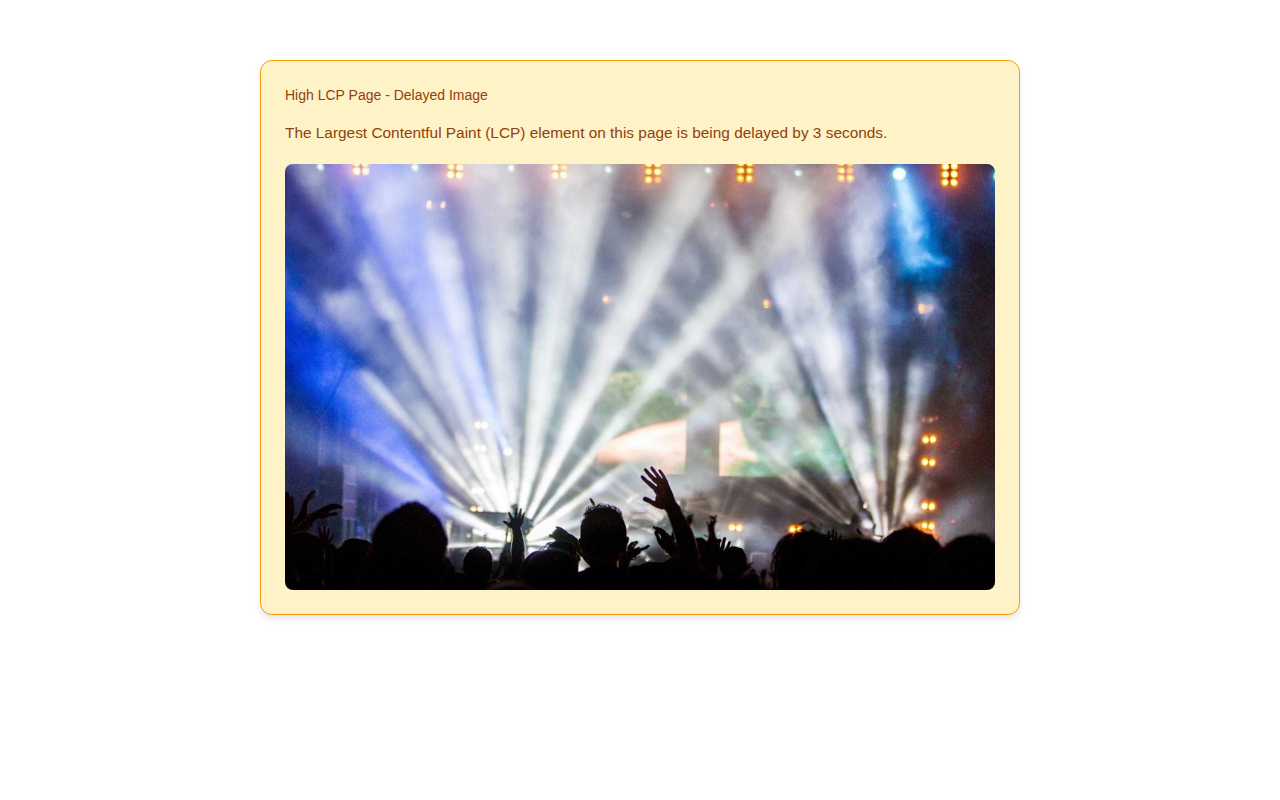 High LCP Page - Delayed Image
The Largest Contentful Paint (LCP) element on this page is being delayed by 3 seconds.